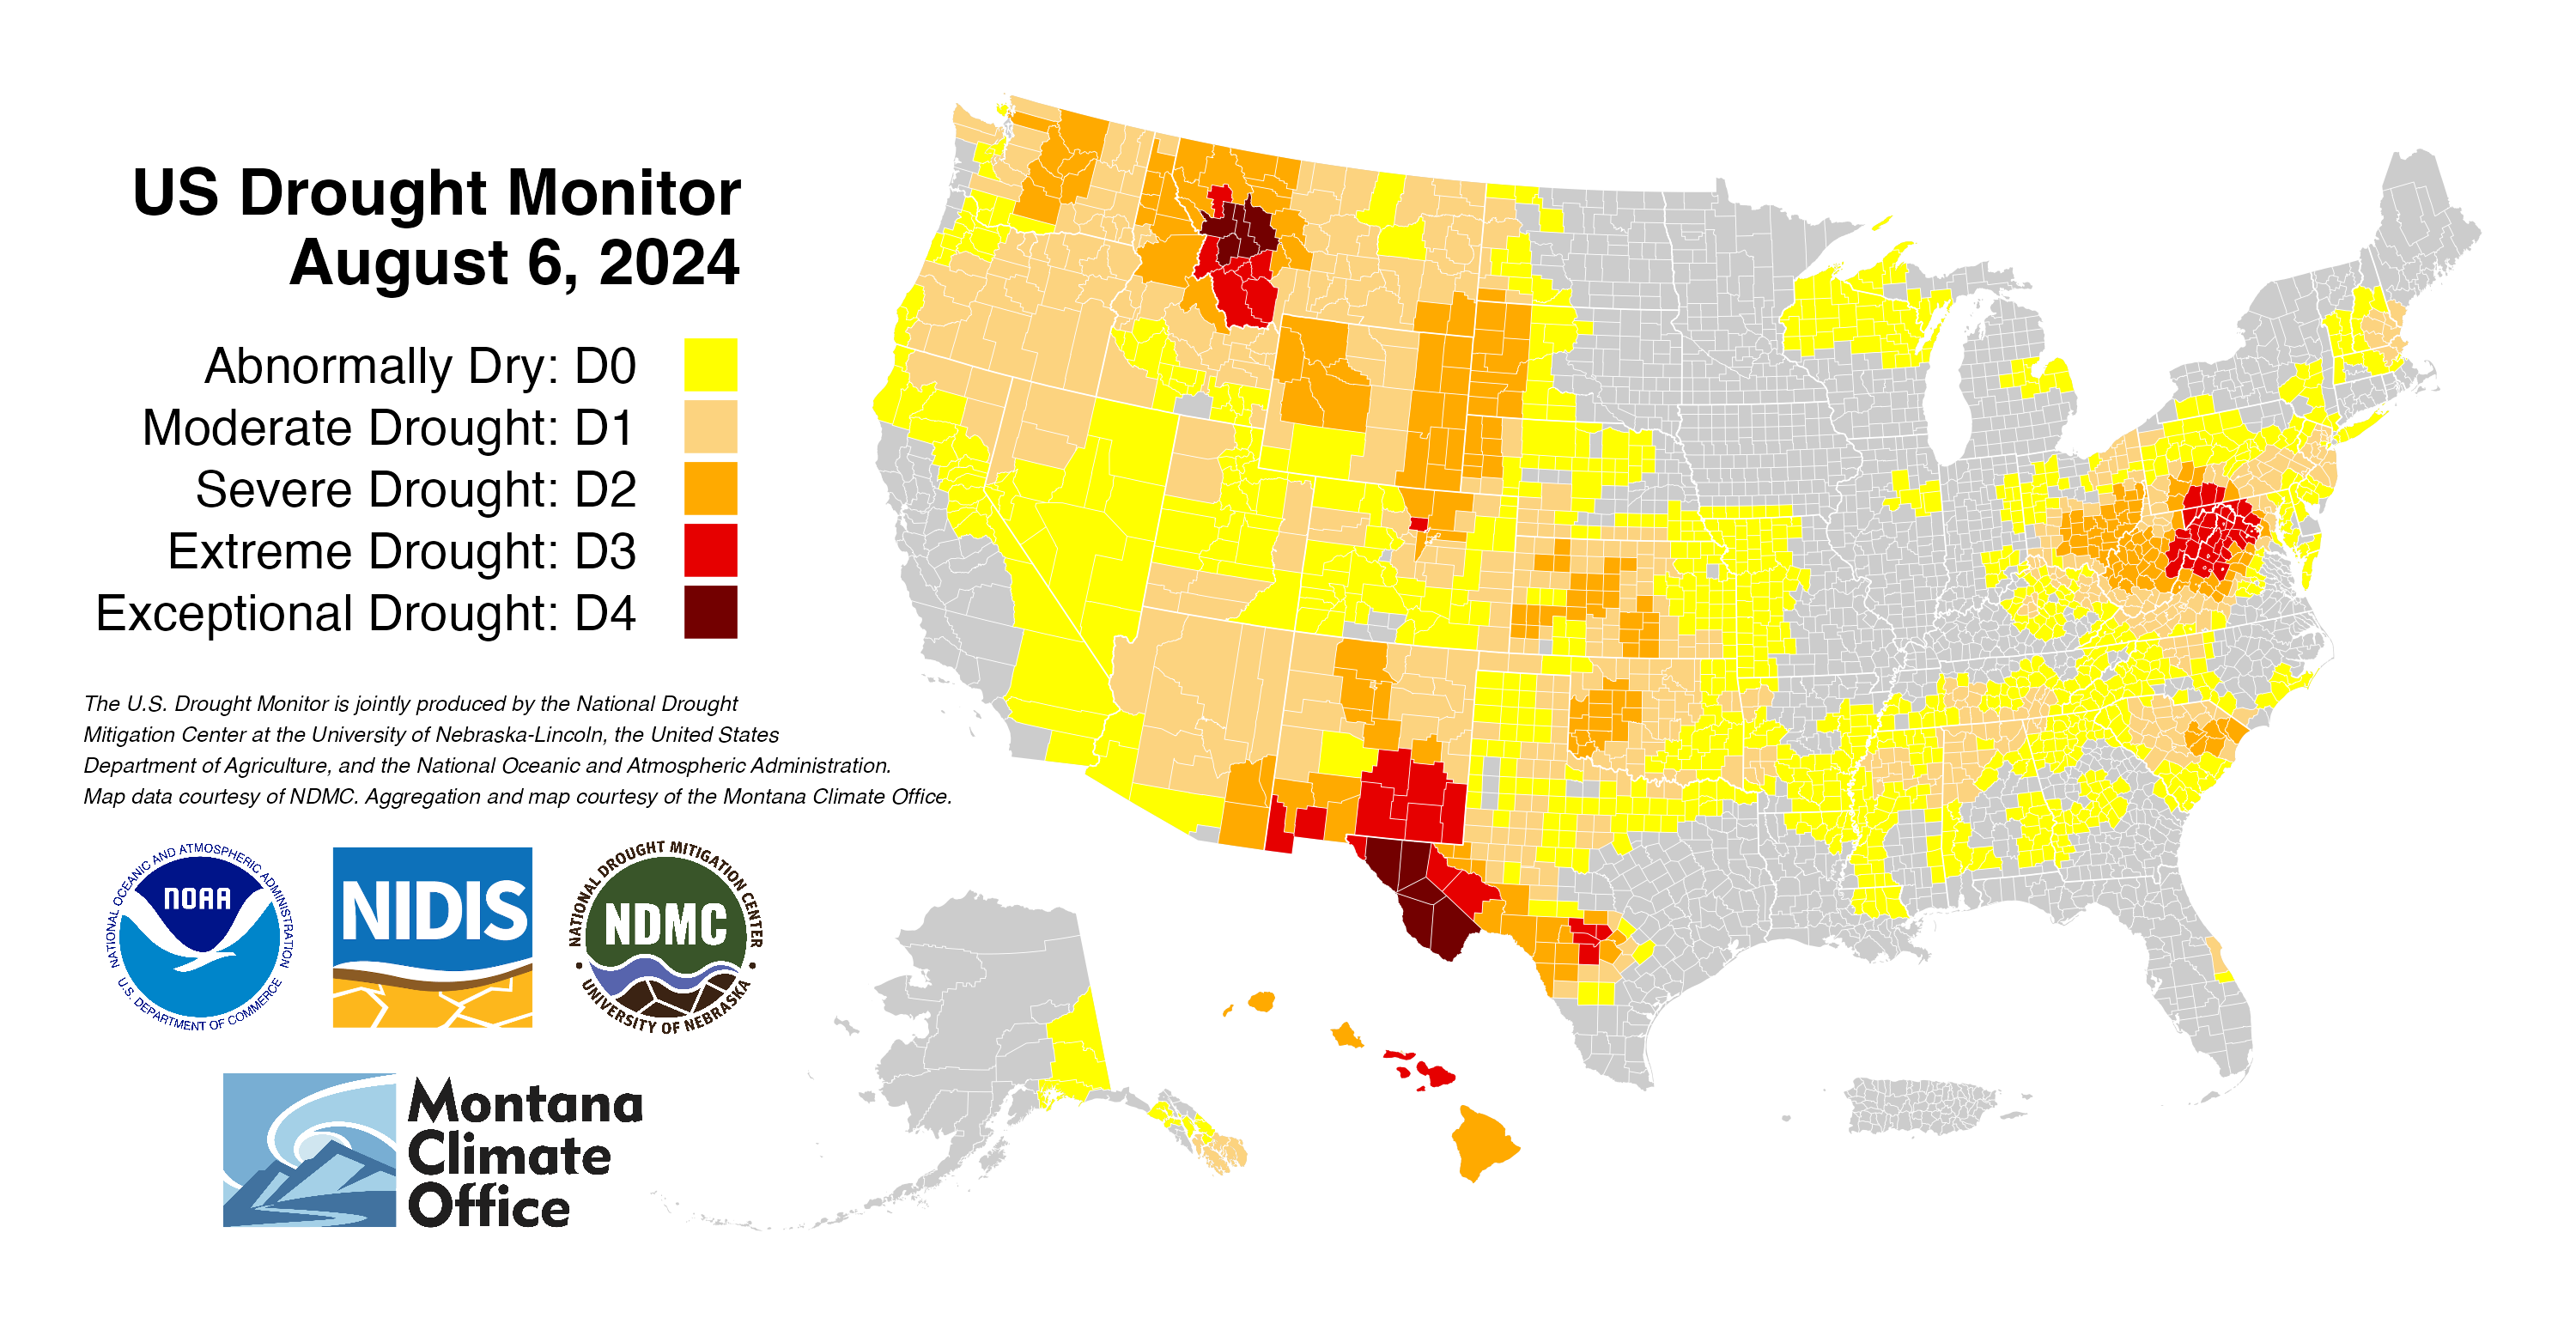 US Drought Monitor
August 6, 2024
Abnormally Dry: D0
Moderate Drought: D1
Severe Drought: D2
Extreme Drought: D3
Exceptional Drought: D4
The U.S. Drought Monitor is jointly produced by the National Drought
Mitigation Center at the University of Nebraska-Lincoln, the United States
Department of Agriculture, and the National Oceanic and Atmospheric Administration.
Map data courtesy of NDMC. Aggregation and map courtesy of the Montana Climate Office.
NATIONAL OCEANIC AND ATMOSPHERIC ADMINISTRATION
NOAA
U.S. DEPARTMENT OF COMMERCE
NIDIS
NATIONAL DROUGHT MITIGATION CENTER
NDMC
UNIVERSITY OF NEBRASKA
Montana
Climate
Office